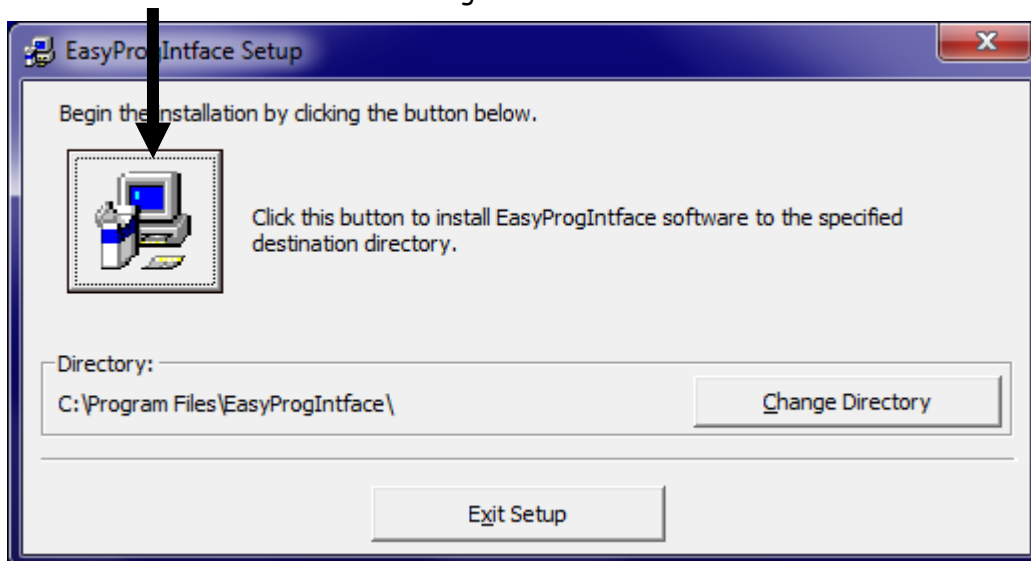 EasyProgIntface Setup
Begin the installation by clicking the button below.
Click this button to install EasyProgIntface software to the specified
destination directory.
Directory:
C:\Program Files\EasyProgIntface\
Change Directory
Exit Setup